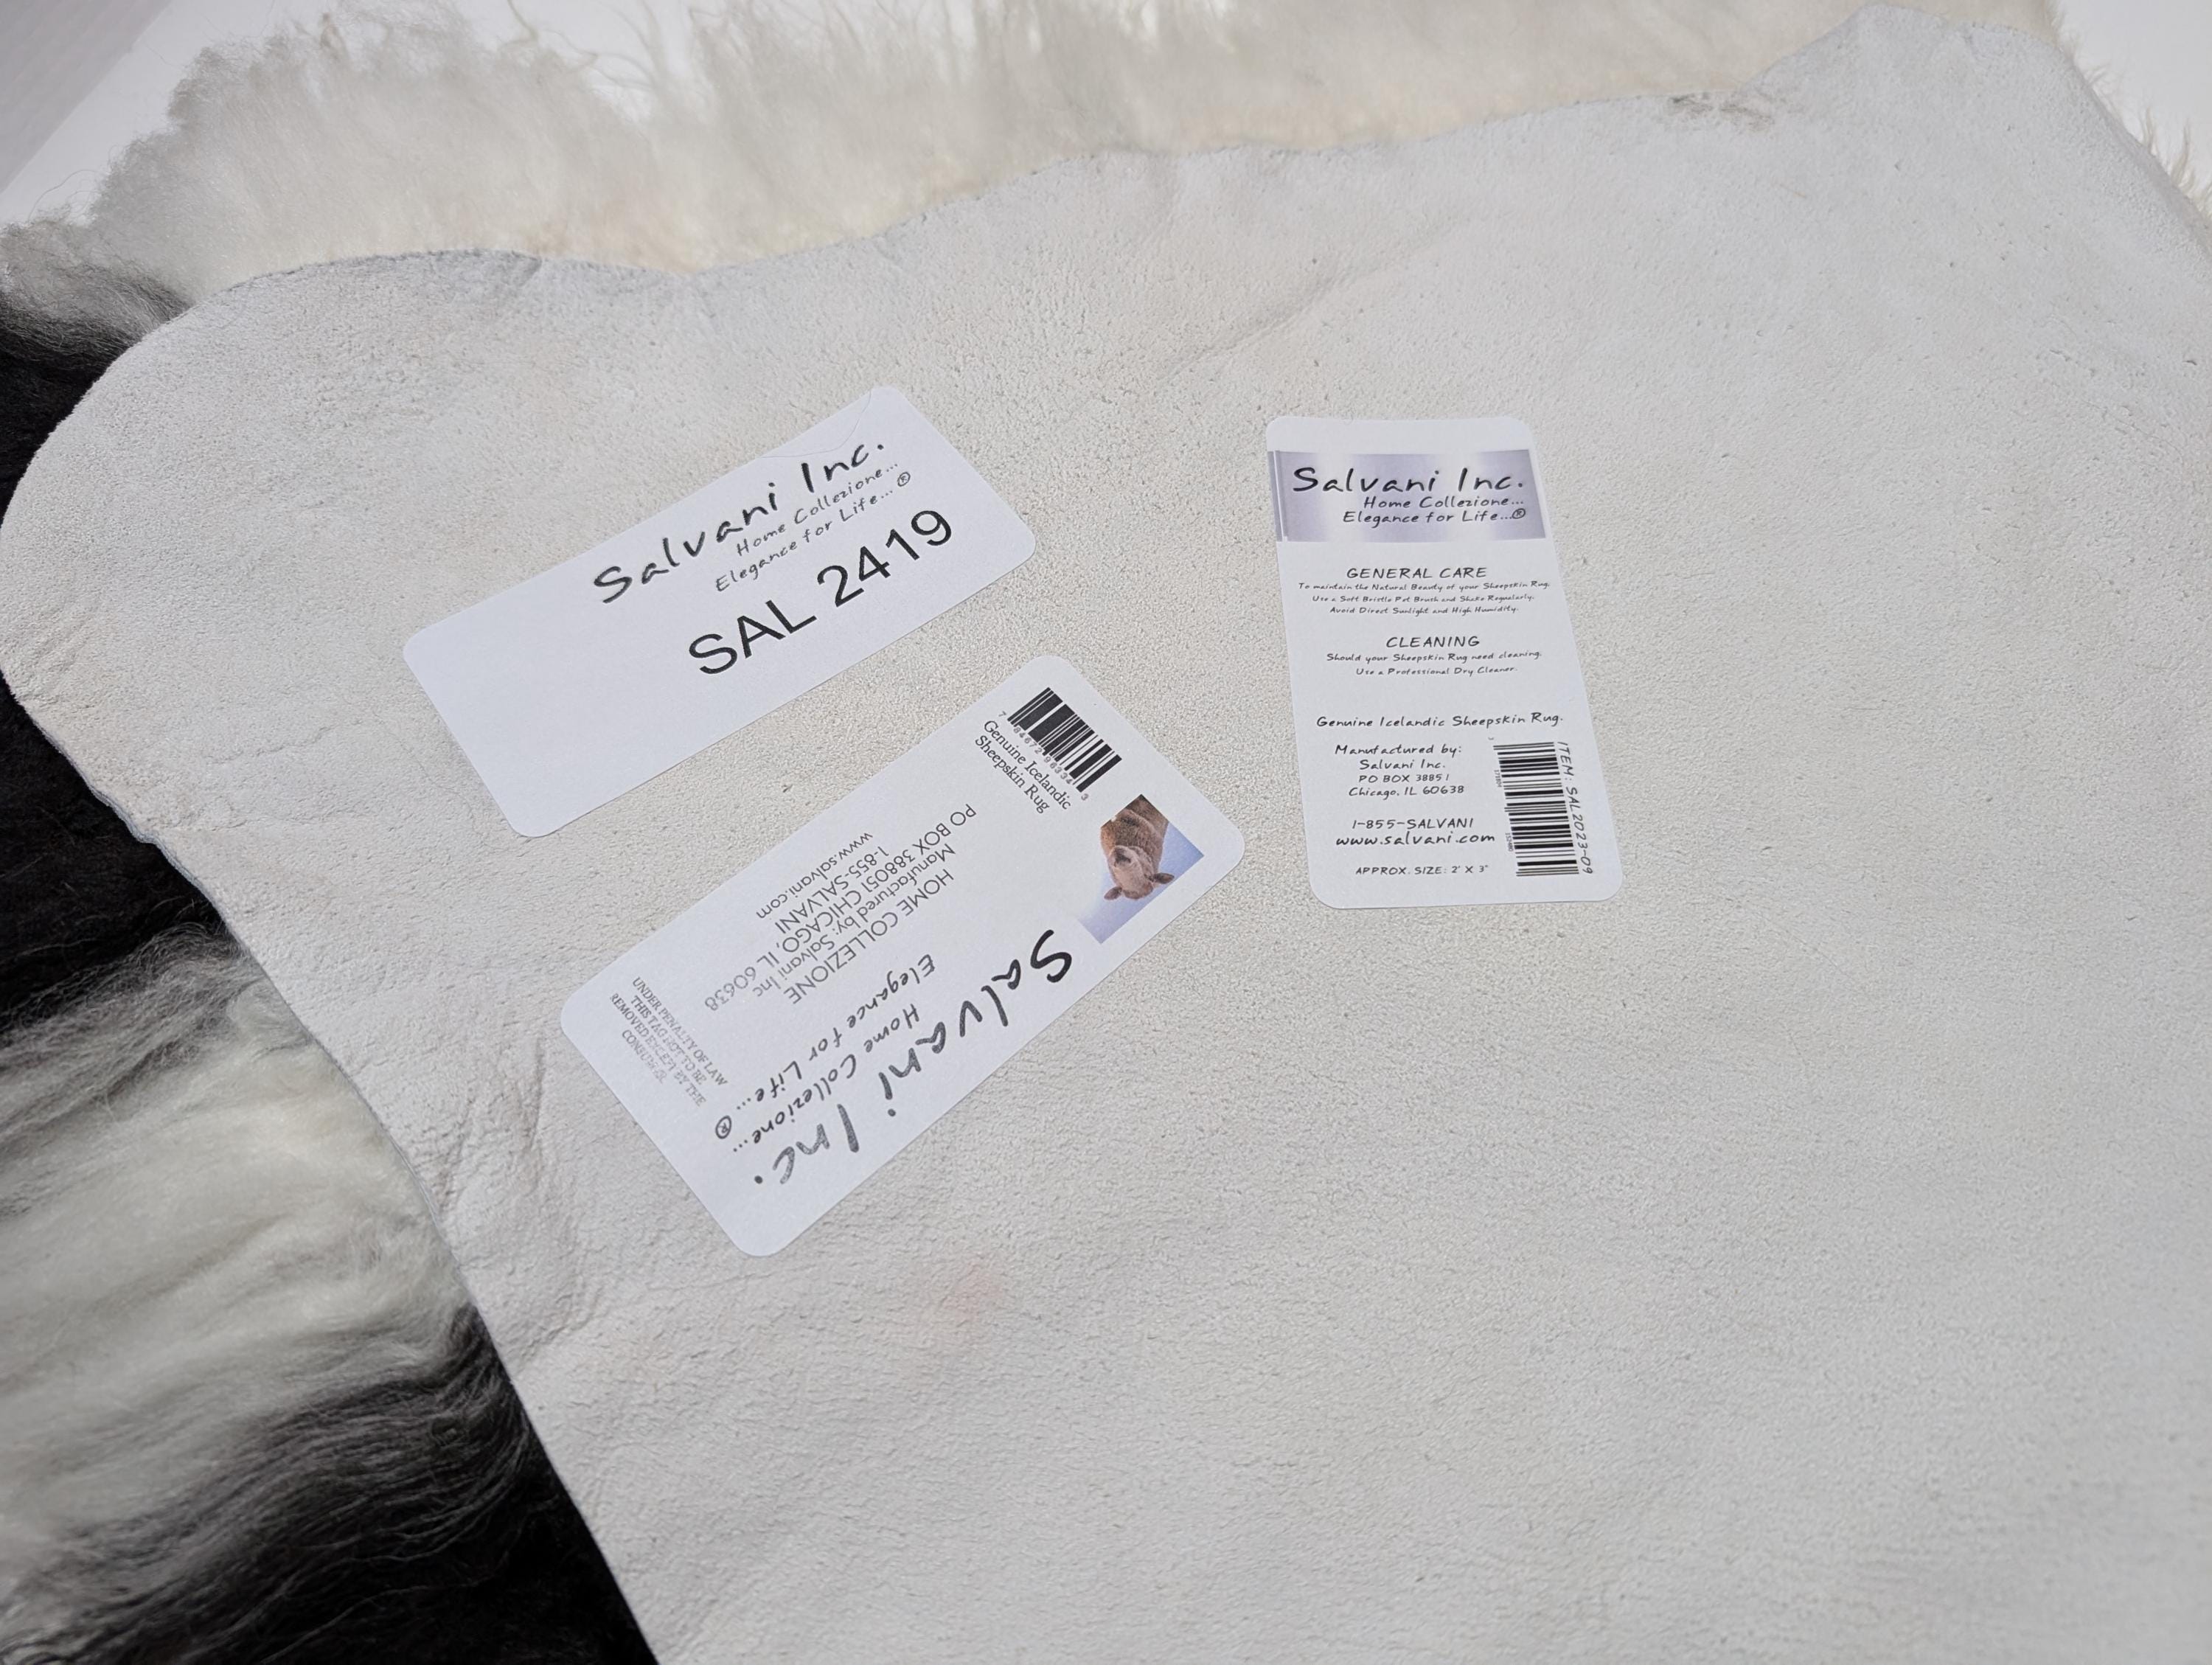 Salvani Inc.
Home Collezione...
Elegance for Life...®
SAL 2419
Salvani Inc.
Home Collezione...
Elegance for Life...®
GENERAL CARE
To maintain the Natural Beauty of your Sheepskin Rug.
Use a Soft Bristle Pet Brush and Shake Regularly.
Avoid Direct Sunlight and High Humidity.
CLEANING
Should your Sheepskin Rug need cleaning.
Use a Professional Dry Cleaner.
Genuine Icelandic Sheepskin Rug.
Manufactured by:
Salvani Inc.
PO BOX 38851
Chicago, IL 60638
1-855-SALVANI
www.salvani.com
APPROX. SIZE: 2' X 3'
ITEM: SAL2023-09
Salvani Inc.
Home Collezione...
Elegance for Life... ®
HOME COLLEZIONE
Manufactured by: Salvani Inc
PO BOX 388051 CHICAGO, IL 60638
1-855-SALVANI
www.salvani.com
Genuine Icelandic
Sheepskin Rug
UNDER PENALTY OF LAW
THIS TAG NOT TO BE
REMOVED EXCEPT BY THE